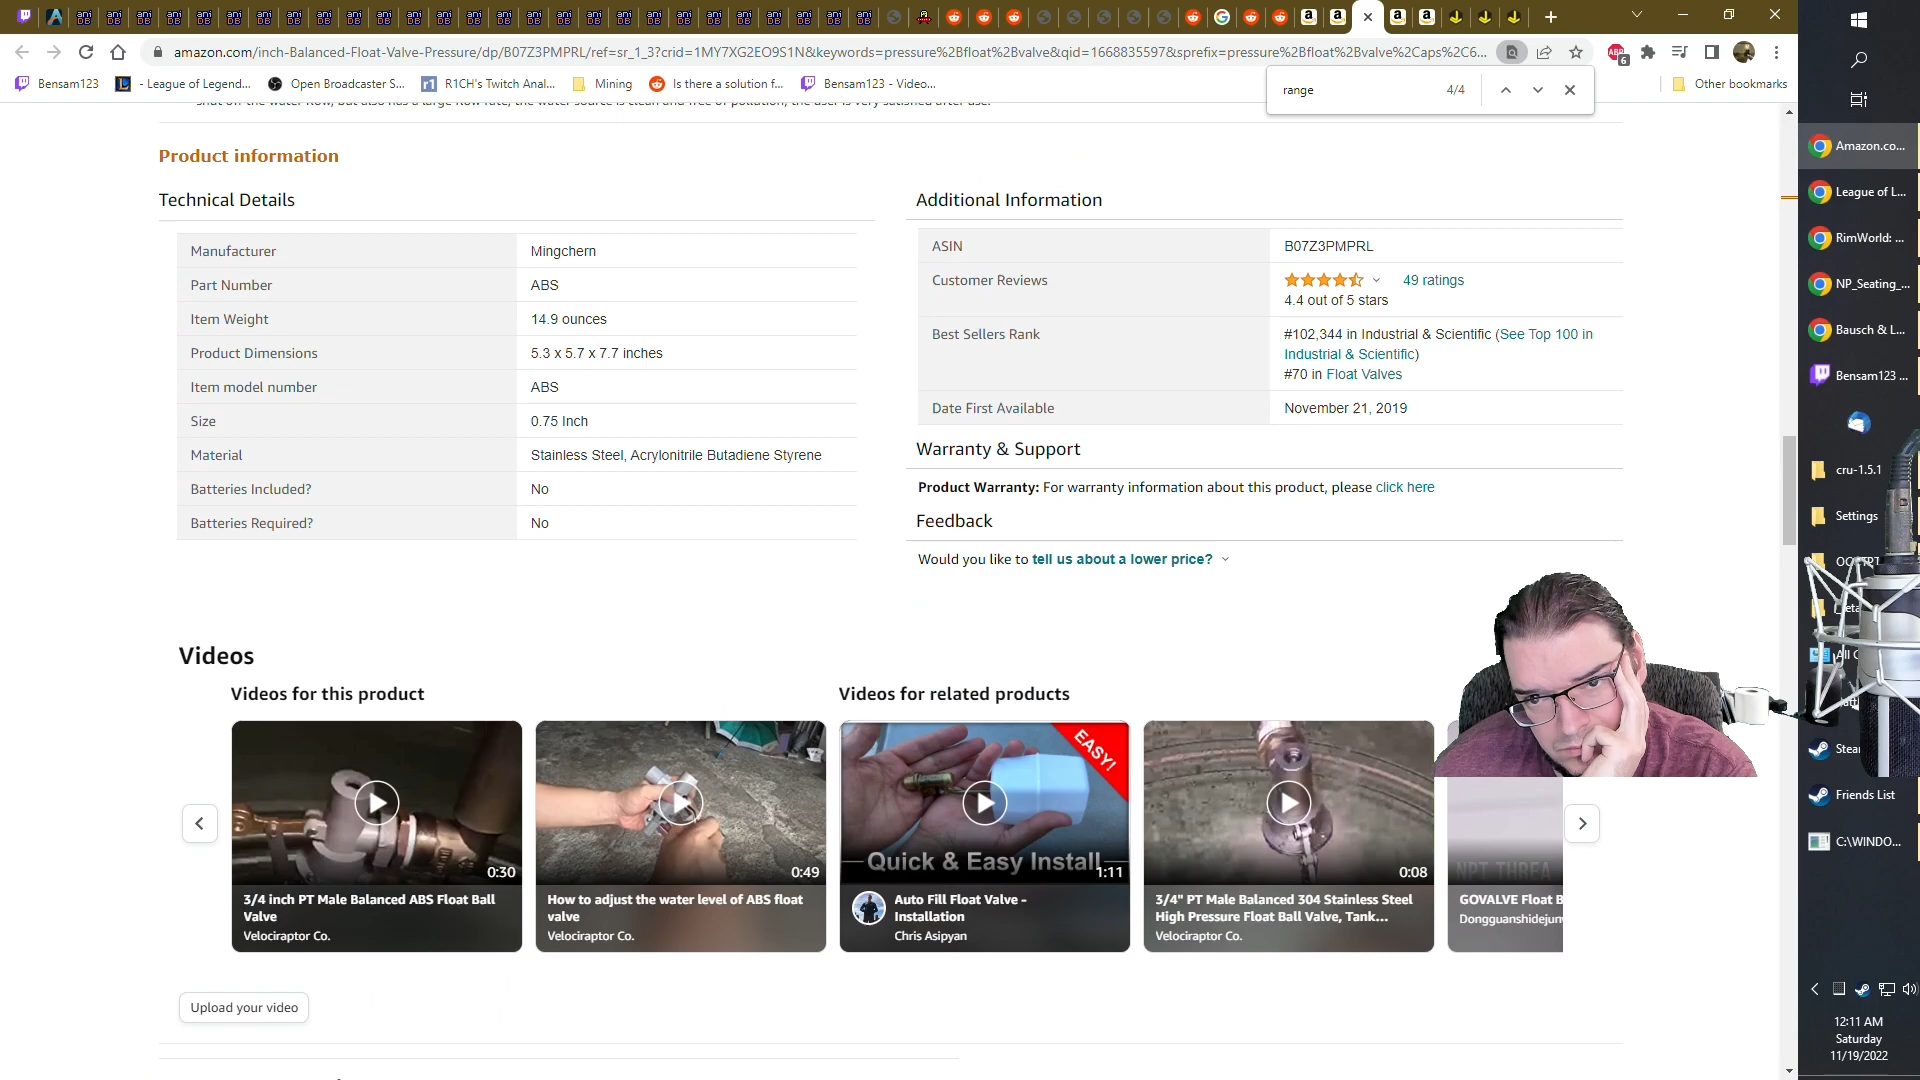 amazon.com/inch-Balanced-Float-Valve-Pressure/dp/B07Z3PMPRL/ref=sr_1_3?crid=1MY7XG2EO9S1N&keywords=pressure%2Bfloat%2Bvalve&qid=1668835597&sprefix=pressure%2Bfloat%2Bvalve%2Caps%2C6...
Bensam123
- League of Legend...
Open Broadcaster S...
R1CH's Twitch Anal...
Mining
Is there a solution f...
Bensam123 - Video...
Other bookmarks
range
4/4
Product information
Technical Details
Manufacturer Mingchern
Part Number ABS
Item Weight 14.9 ounces
Product Dimensions 5.3 x 5.7 x 7.7 inches
Item model number ABS
Size 0.75 Inch
Material Stainless Steel, Acrylonitrile Butadiene Styrene
Batteries Included? No
Batteries Required? No
Additional Information
ASIN B07Z3PMPRL
Customer Reviews 49 ratings
4.4 out of 5 stars
Best Sellers Rank #102,344 in Industrial & Scientific (See Top 100 in
Industrial & Scientific)
#70 in Float Valves
Date First Available November 21, 2019
Warranty & Support
Product Warranty: For warranty information about this product, please click here
Feedback
Would you like to tell us about a lower price?
Videos
Videos for this product
Videos for related products
0:30
3/4 inch PT Male Balanced ABS Float Ball
Valve
Velociraptor Co.
0:49
How to adjust the water level of ABS float
valve
Velociraptor Co.
EASY!
Quick & Easy Install
1:11
Auto Fill Float Valve -
Installation
Chris Asipyan
0:08
3/4" PT Male Balanced 304 Stainless Steel
High Pressure Float Ball Valve, Tank...
Velociraptor Co.
NPT THREA
GOVALVE Float B
Dongguanshidejun
Upload your video
Amazon.co...
League of L...
RimWorld: ...
NP_Seating_...
Bausch & L...
Bensam123 ...
cru-1.5.1
Settings
Friends List
C:\WINDO...
12:11 AM
Saturday
11/19/2022